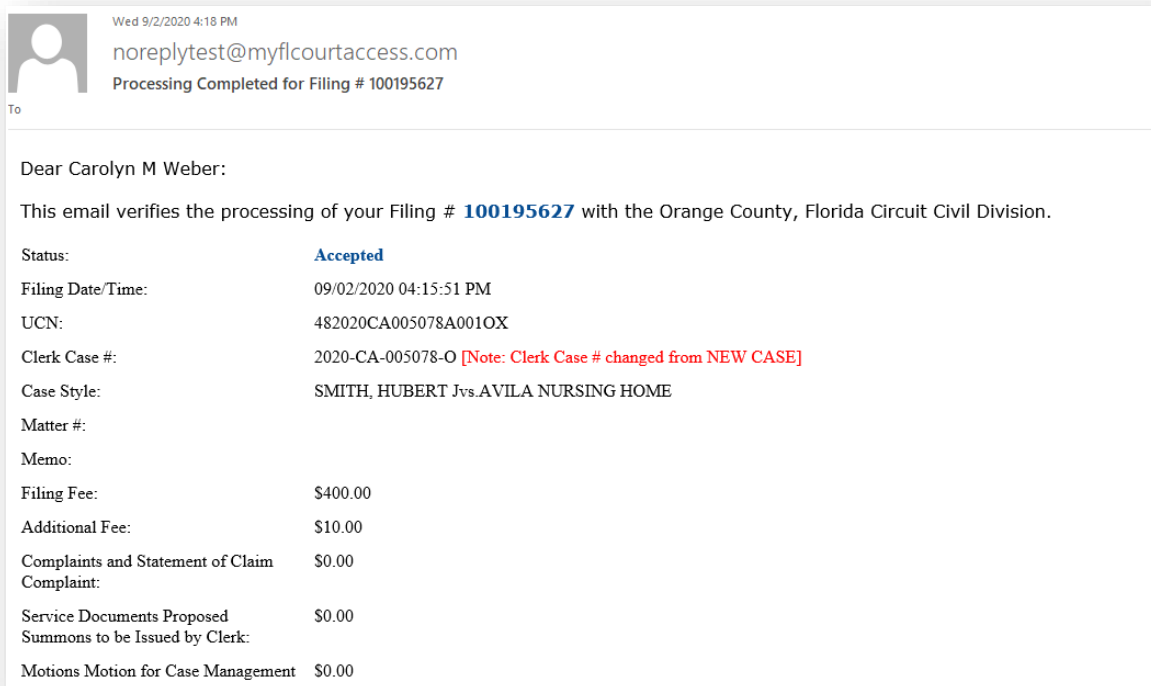 Wed 9/2/2020 4:18 PM
noreplytest@myflcourtaccess.com
Processing Completed for Filing # 100195627
To
Dear Carolyn M Weber:
This email verifies the processing of your Filing # 100195627 with the Orange County, Florida Circuit Civil Division.
Status: Accepted
Filing Date/Time: 09/02/2020 04:15:51 PM
UCN: 482020CA005078A001OX
Clerk Case #: 2020-CA-005078-O [Note: Clerk Case # changed from NEW CASE]
Case Style: SMITH, HUBERT Jvs.AVILA NURSING HOME
Matter #:
Memo:
Filing Fee: $400.00
Additional Fee: $10.00
Complaints and Statement of Claim $0.00
Complaint:
Service Documents Proposed $0.00
Summons to be Issued by Clerk:
Motions Motion for Case Management $0.00